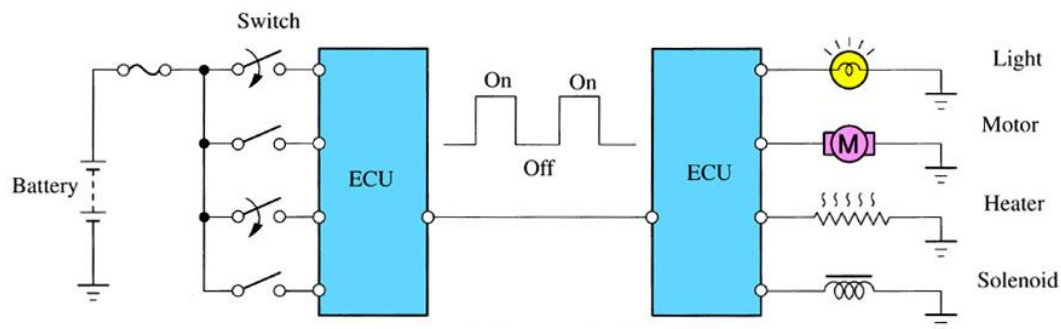 Switch
On
On
Light
M
Motor
Off
ECU
ECU
Battery
Heater
Solenoid